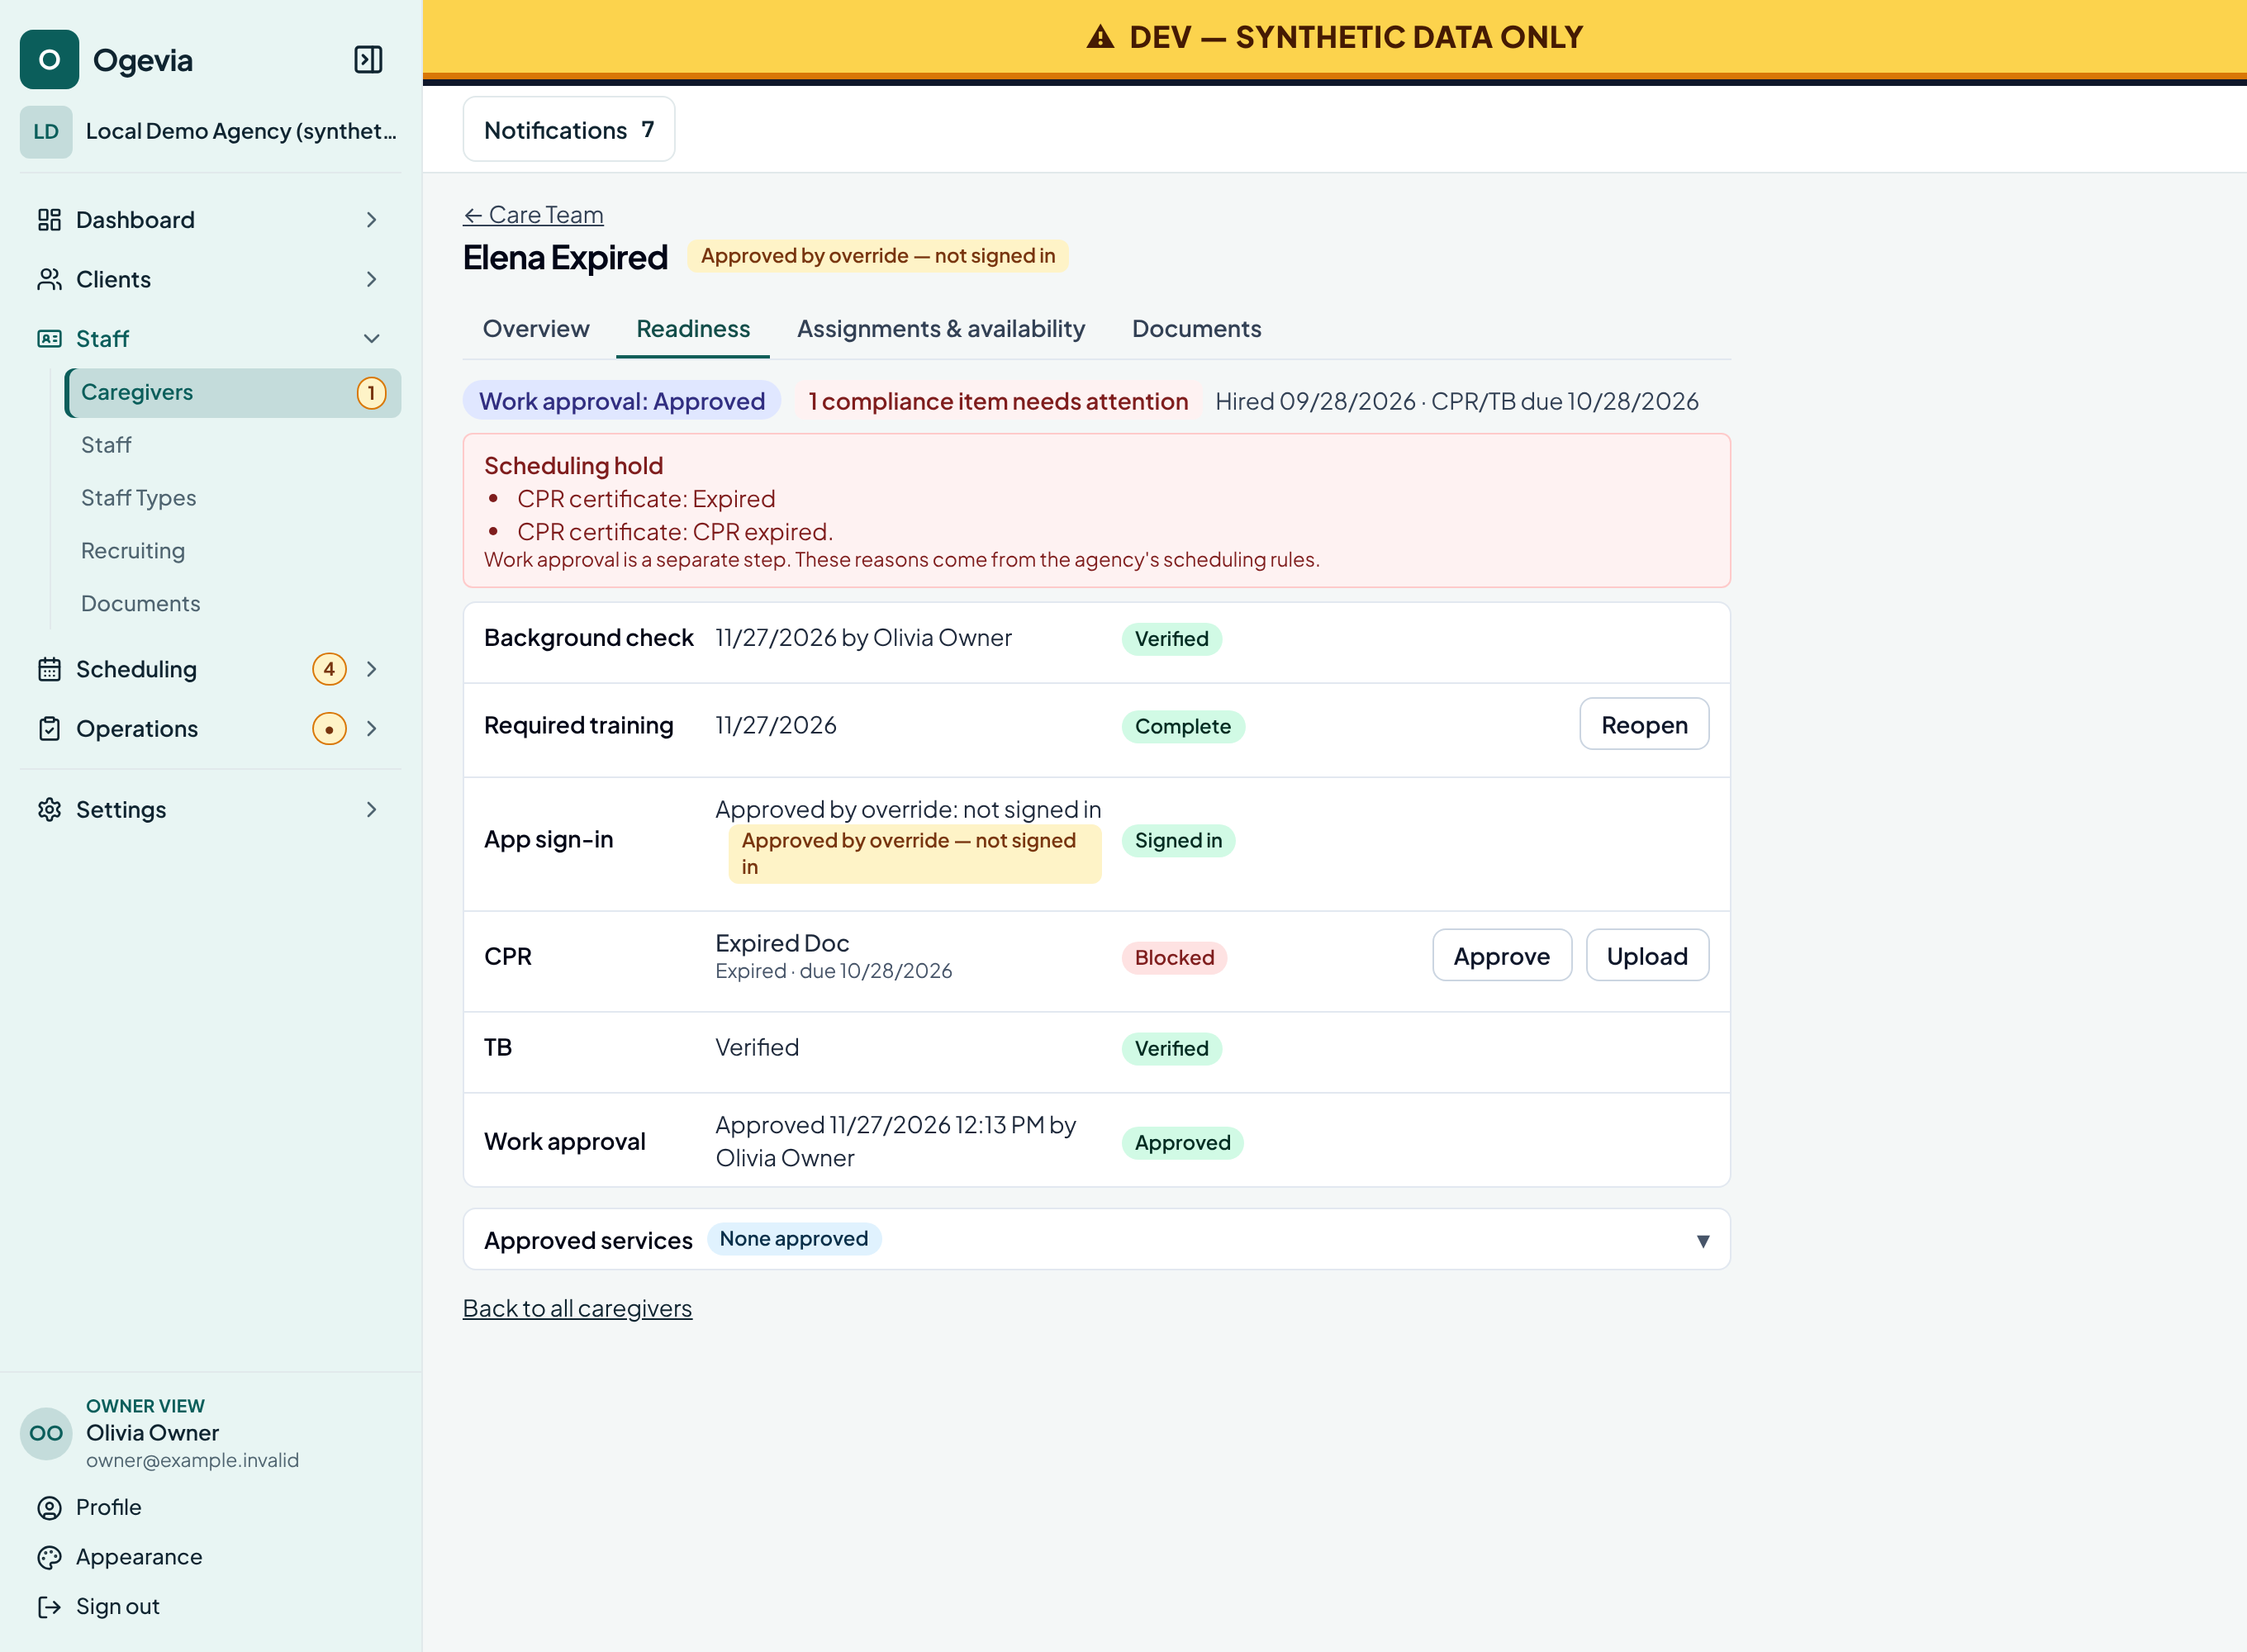 O Ogevia
LD Local Demo Agency (synthet...
Dashboard
Clients
Staff
Caregivers 1
Staff
Staff Types
Recruiting
Documents
Scheduling 4
Operations
Settings
OWNER VIEW
OO Olivia Owner
owner@example.invalid
Profile
Appearance
Sign out
DEV — SYNTHETIC DATA ONLY
Notifications 7
← Care Team
Elena Expired Approved by override — not signed in
Overview Readiness Assignments & availability Documents
Work approval: Approved 1 compliance item needs attention Hired 09/28/2026 · CPR/TB due 10/28/2026
Scheduling hold
• CPR certificate: Expired
• CPR certificate: CPR expired.
Work approval is a separate step. These reasons come from the agency's scheduling rules.
Background check 11/27/2026 by Olivia Owner Verified
Required training 11/27/2026 Complete Reopen
App sign-in Approved by override: not signed in Signed in
Approved by override — not signed
in
CPR Expired Doc Blocked Approve Upload
Expired · due 10/28/2026
TB Verified Verified
Work approval Approved 11/27/2026 12:13 PM by Approved
Olivia Owner
Approved services None approved ▼
Back to all caregivers